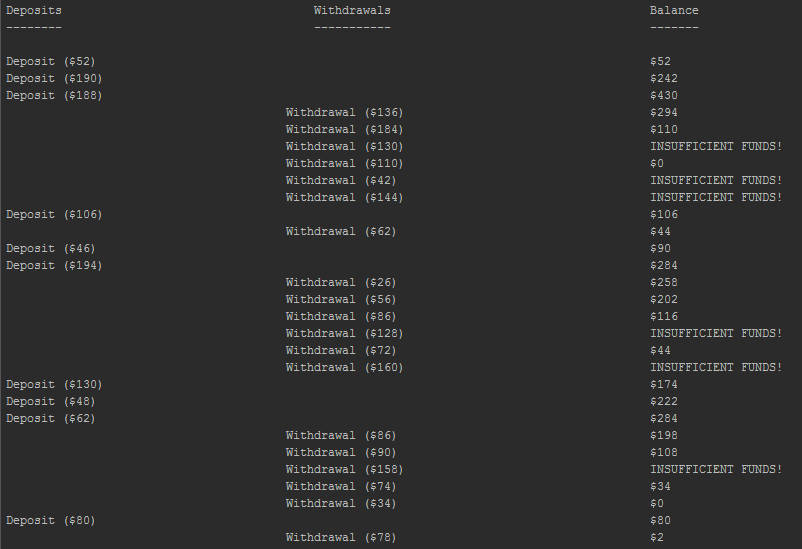 Deposits Withdrawals Balance
-------- ----------- -------
Deposit ($52) $52
Deposit ($190) $242
Deposit ($188) $430
Withdrawal ($136) $294
Withdrawal ($184) $110
Withdrawal ($130) INSUFFICIENT FUNDS!
Withdrawal ($110) $0
Withdrawal ($42) INSUFFICIENT FUNDS!
Withdrawal ($144) INSUFFICIENT FUNDS!
Deposit ($106) $106
Withdrawal ($62) $44
Deposit ($46) $90
Deposit ($194) $284
Withdrawal ($26) $258
Withdrawal ($56) $202
Withdrawal ($86) $116
Withdrawal ($128) INSUFFICIENT FUNDS!
Withdrawal ($72) $44
Withdrawal ($160) INSUFFICIENT FUNDS!
Deposit ($130) $174
Deposit ($48) $222
Deposit ($62) $284
Withdrawal ($86) $198
Withdrawal ($90) $108
Withdrawal ($158) INSUFFICIENT FUNDS!
Withdrawal ($74) $34
Withdrawal ($34) $0
Deposit ($80) $80
Withdrawal ($78) $2